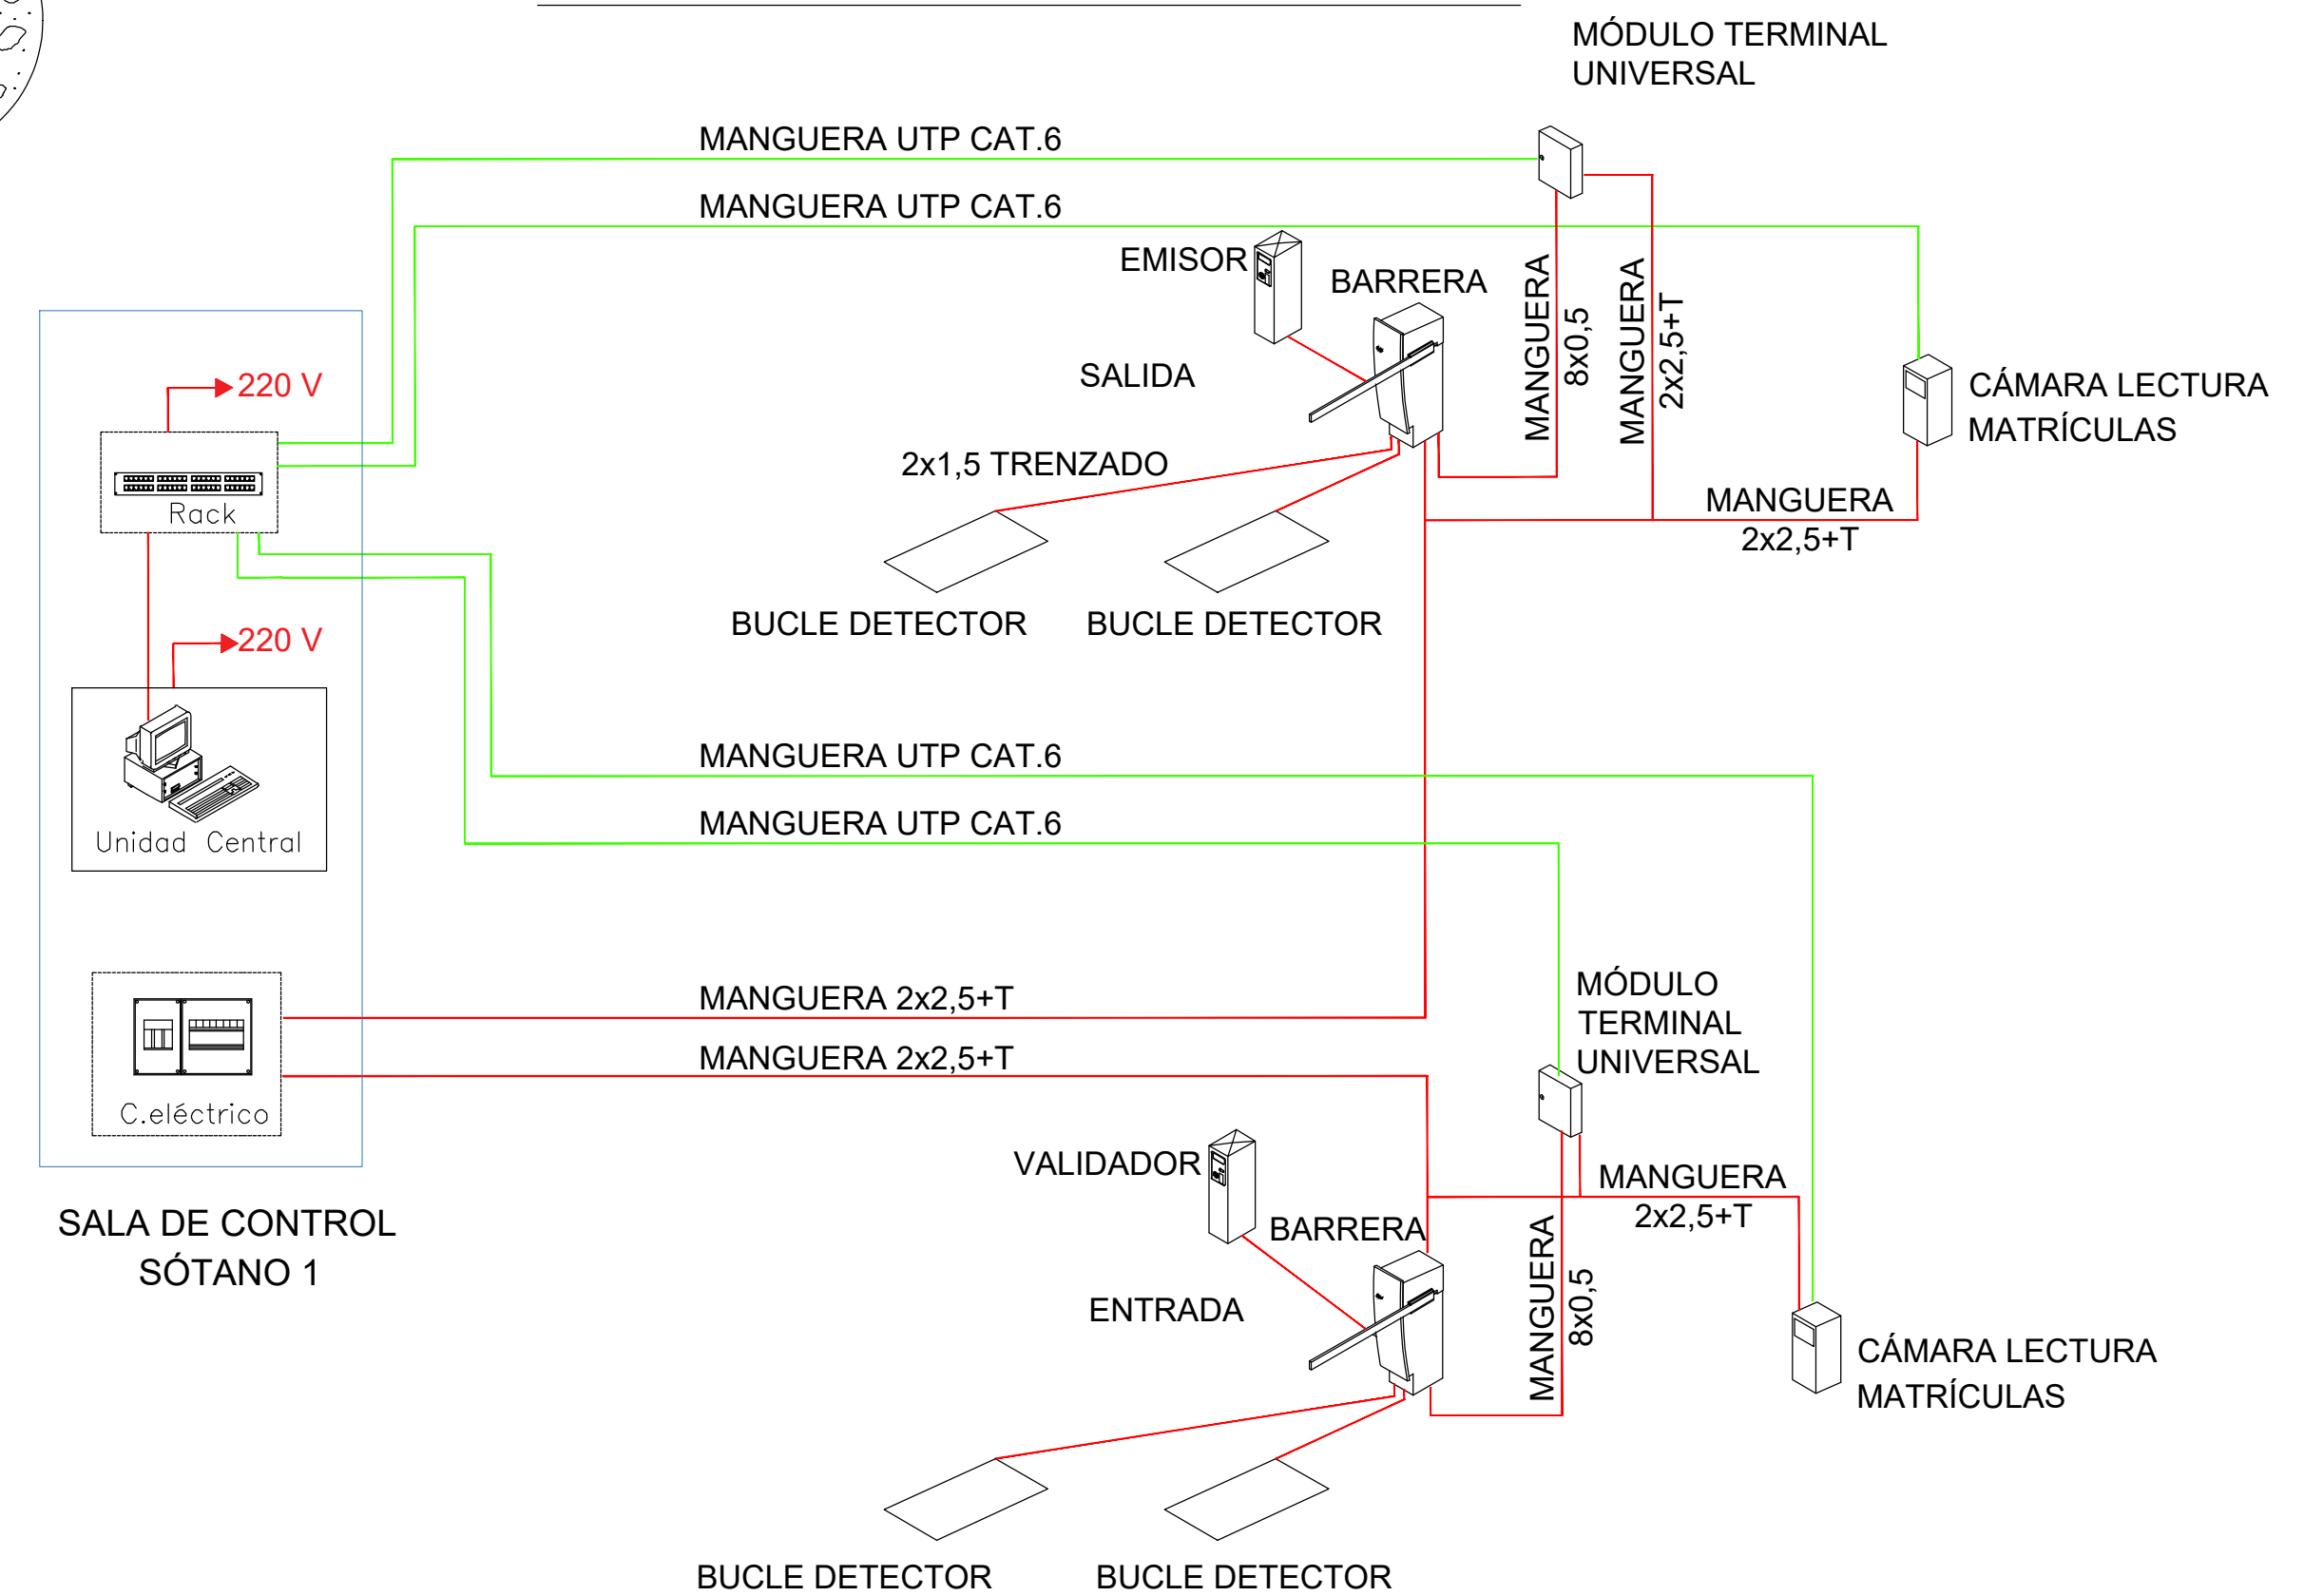 MÓDULO TERMINAL
UNIVERSAL
MANGUERA UTP CAT.6
MANGUERA UTP CAT.6
EMISOR
BARRERA
MANGUERA
8x0,5
MANGUERA
2x2,5+T
SALIDA
CÁMARA LECTURA
MATRÍCULAS
220 V
Rack
2x1,5 TRENZADO
MANGUERA
2x2,5+T
BUCLE DETECTOR
BUCLE DETECTOR
220 V
Unidad Central
MANGUERA UTP CAT.6
MANGUERA UTP CAT.6
MANGUERA 2x2,5+T
MANGUERA 2x2,5+T
C.eléctrico
SALA DE CONTROL
SÓTANO 1
MÓDULO
TERMINAL
UNIVERSAL
VALIDADOR
BARRERA
MANGUERA
2x2,5+T
ENTRADA
MANGUERA
8x0,5
CÁMARA LECTURA
MATRÍCULAS
BUCLE DETECTOR
BUCLE DETECTOR